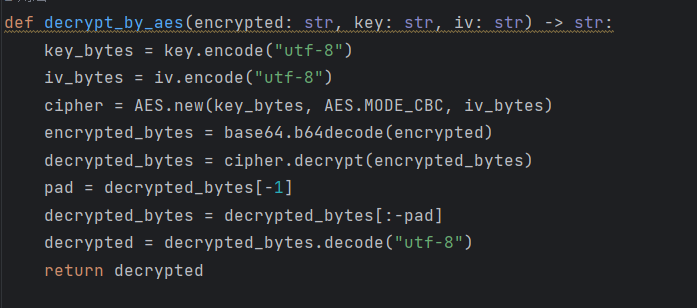 def decrypt_by_aes(encrypted: str, key: str, iv: str) -> str:
    key_bytes = key.encode("utf-8")
    iv_bytes = iv.encode("utf-8")
    cipher = AES.new(key_bytes, AES.MODE_CBC, iv_bytes)
    encrypted_bytes = base64.b64decode(encrypted)
    decrypted_bytes = cipher.decrypt(encrypted_bytes)
    pad = decrypted_bytes[-1]
    decrypted_bytes = decrypted_bytes[:-pad]
    decrypted = decrypted_bytes.decode("utf-8")
    return decrypted